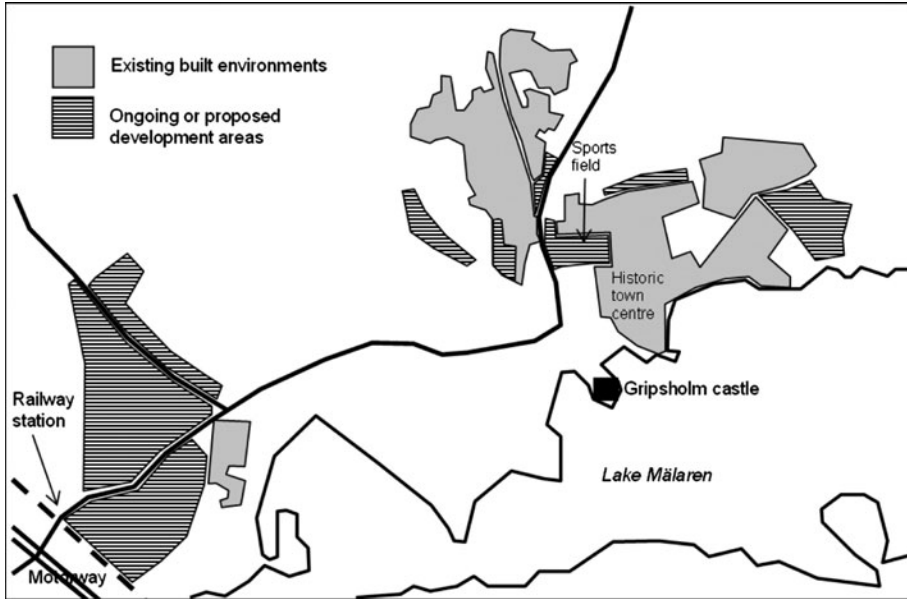 Existing built environments
Ongoing or proposed
development areas
Sports
field
Historic
town
centre
Gripsholm castle
Railway
station
Lake Mälaren
Motorway